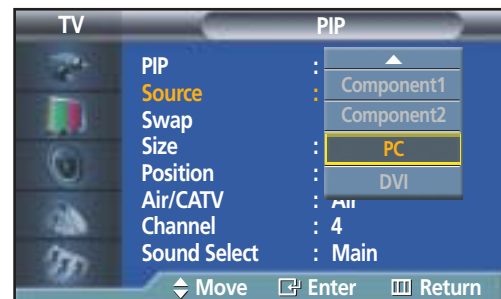 TV PIP
PIP :
Source : Component1
Swap Component2
Size : PC
Position : DVI
Air/CATV : Air
Channel : 4
Sound Select : Main
Move Enter Return